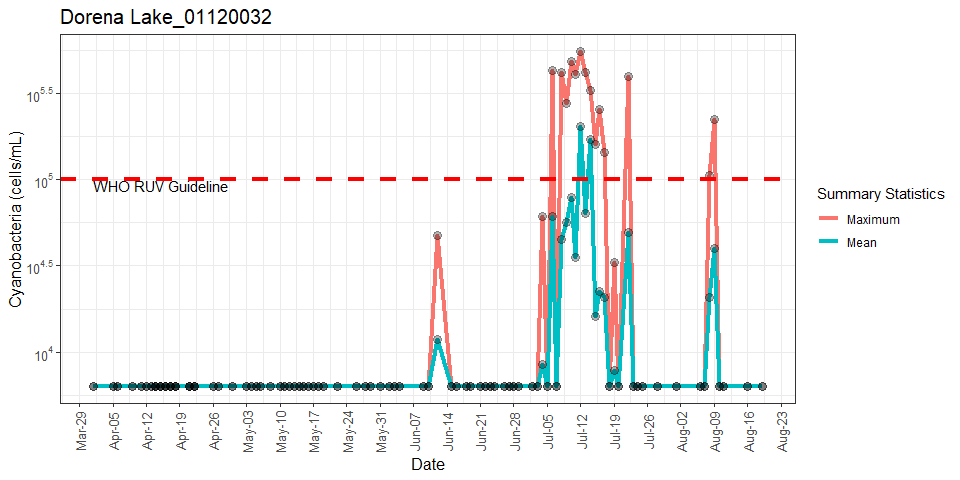 Dorena Lake_01120032
Cyanobacteria (cells/mL)
10^5.5
10^5
10^4.5
10^4
WHO RUV Guideline
Mar-29
Apr-05
Apr-12
Apr-19
Apr-26
May-03
May-10
May-17
May-24
May-31
Jun-07
Jun-14
Jun-21
Jun-28
Jul-05
Jul-12
Jul-19
Jul-26
Aug-02
Aug-09
Aug-16
Aug-23
Date
Summary Statistics
Maximum
Mean